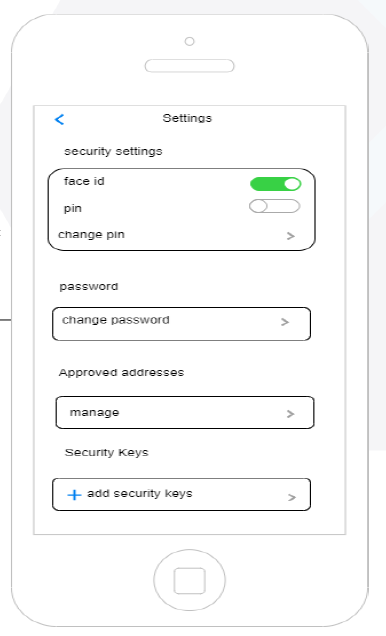 Settings
security settings
face id
pin
change pin
password
change password
Approved addresses
manage
Security Keys
add security keys